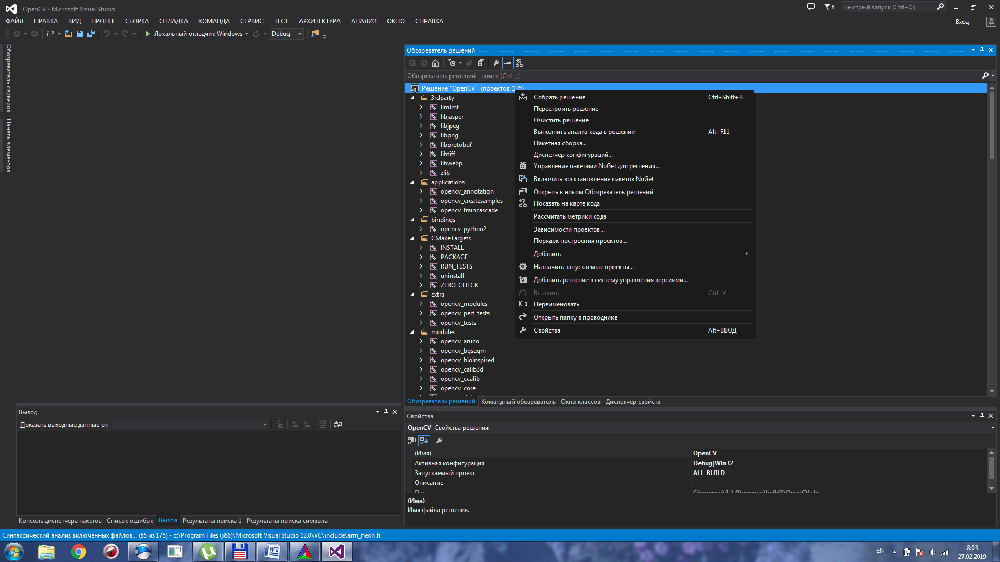 OpenCV - Microsoft Visual Studio
8
Быстрый запуск (Ctrl+Q)
ФАЙЛ ПРАВКА ВИД ПРОЕКТ СБОРКА ОТЛАДКА КОМАНДА СЕРВИС ТЕСТ АРХИТЕКТУРА АНАЛИЗ ОКНО СПРАВКА
Вход
Локальный отладчик Windows Debug
Обозреватель серверов
Панель элементов
Обозреватель решений
Обозреватель решений - поиск (Ctrl+;)
Решение "OpenCV" (проектов: 135)
3rdparty
IlmImf
libjasper
libjpeg
libpng
libprotobuf
libtiff
libwebp
zlib
applications
opencv_annotation
opencv_createsamples
opencv_traincascade
bindings
opencv_python2
CMakeTargets
INSTALL
PACKAGE
RUN_TESTS
uninstall
ZERO_CHECK
extra
opencv_modules
opencv_perf_tests
opencv_tests
modules
opencv_aruco
opencv_bgsegm
opencv_bioinspired
opencv_calib3d
opencv_ccalib
opencv_core
Собрать решение Ctrl+Shift+B
Перестроить решение
Очистить решение
Выполнить анализ кода в решении Alt+F11
Пакетная сборка...
Диспетчер конфигураций...
Управление пакетами NuGet для решения...
Включить восстановление пакетов NuGet
Открыть в новом Обозреватель решений
Показать на карте кода
Рассчитать метрики кода
Зависимости проектов...
Порядок построения проектов...
Добавить
Назначить запускаемые проекты...
Добавить решение в систему управления версиями...
Вставить Ctrl+V
Переименовать
Открыть папку в проводнике
Свойства Alt+ВВОД
Обозреватель решений Командный обозреватель Окно классов Диспетчер свойств
Вывод
Показать выходные данные от:
Консоль диспетчера пакетов Список ошибок Вывод Результаты поиска 1 Результаты поиска символа
Свойства
OpenCV Свойства решения
(Имя) OpenCV
Активная конфигурация Debug|Win32
Запускаемый проект ALL_BUILD
Описание
Путь C:\opencv\3.1.0\opencv\build3\OpenCV.sln
(Имя)
Имя файла решения.
Синтаксический анализ включенных файлов... (85 из 175) - c:\Program Files (x86)\Microsoft Visual Studio 12.0\VC\include\arm_neon.h
EN
8:03
27.02.2019